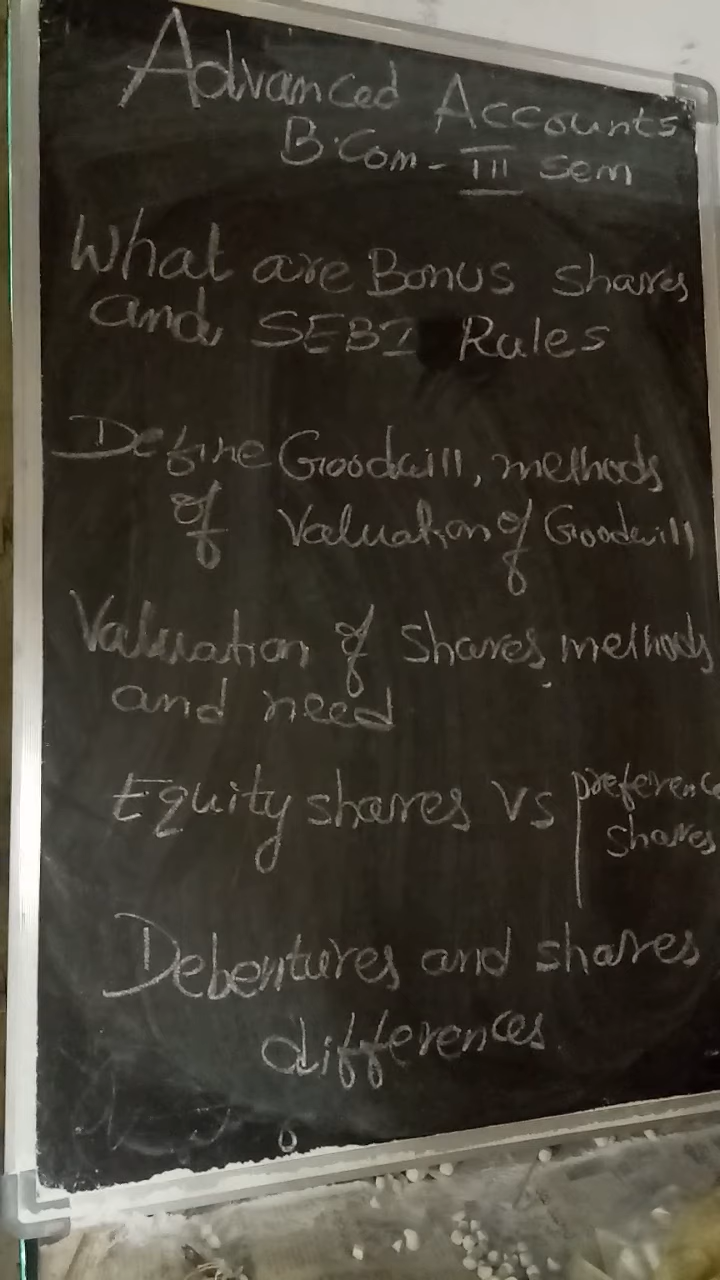 Advanced Accounts
B.Com - III Sem
What are Bonus shares
and SEBI Rules
Define Goodwill, methods
of Valuation of Goodwill
Valuation of shares, methods
and need
Equity shares vs preference
shares
Debentures and shares
differences